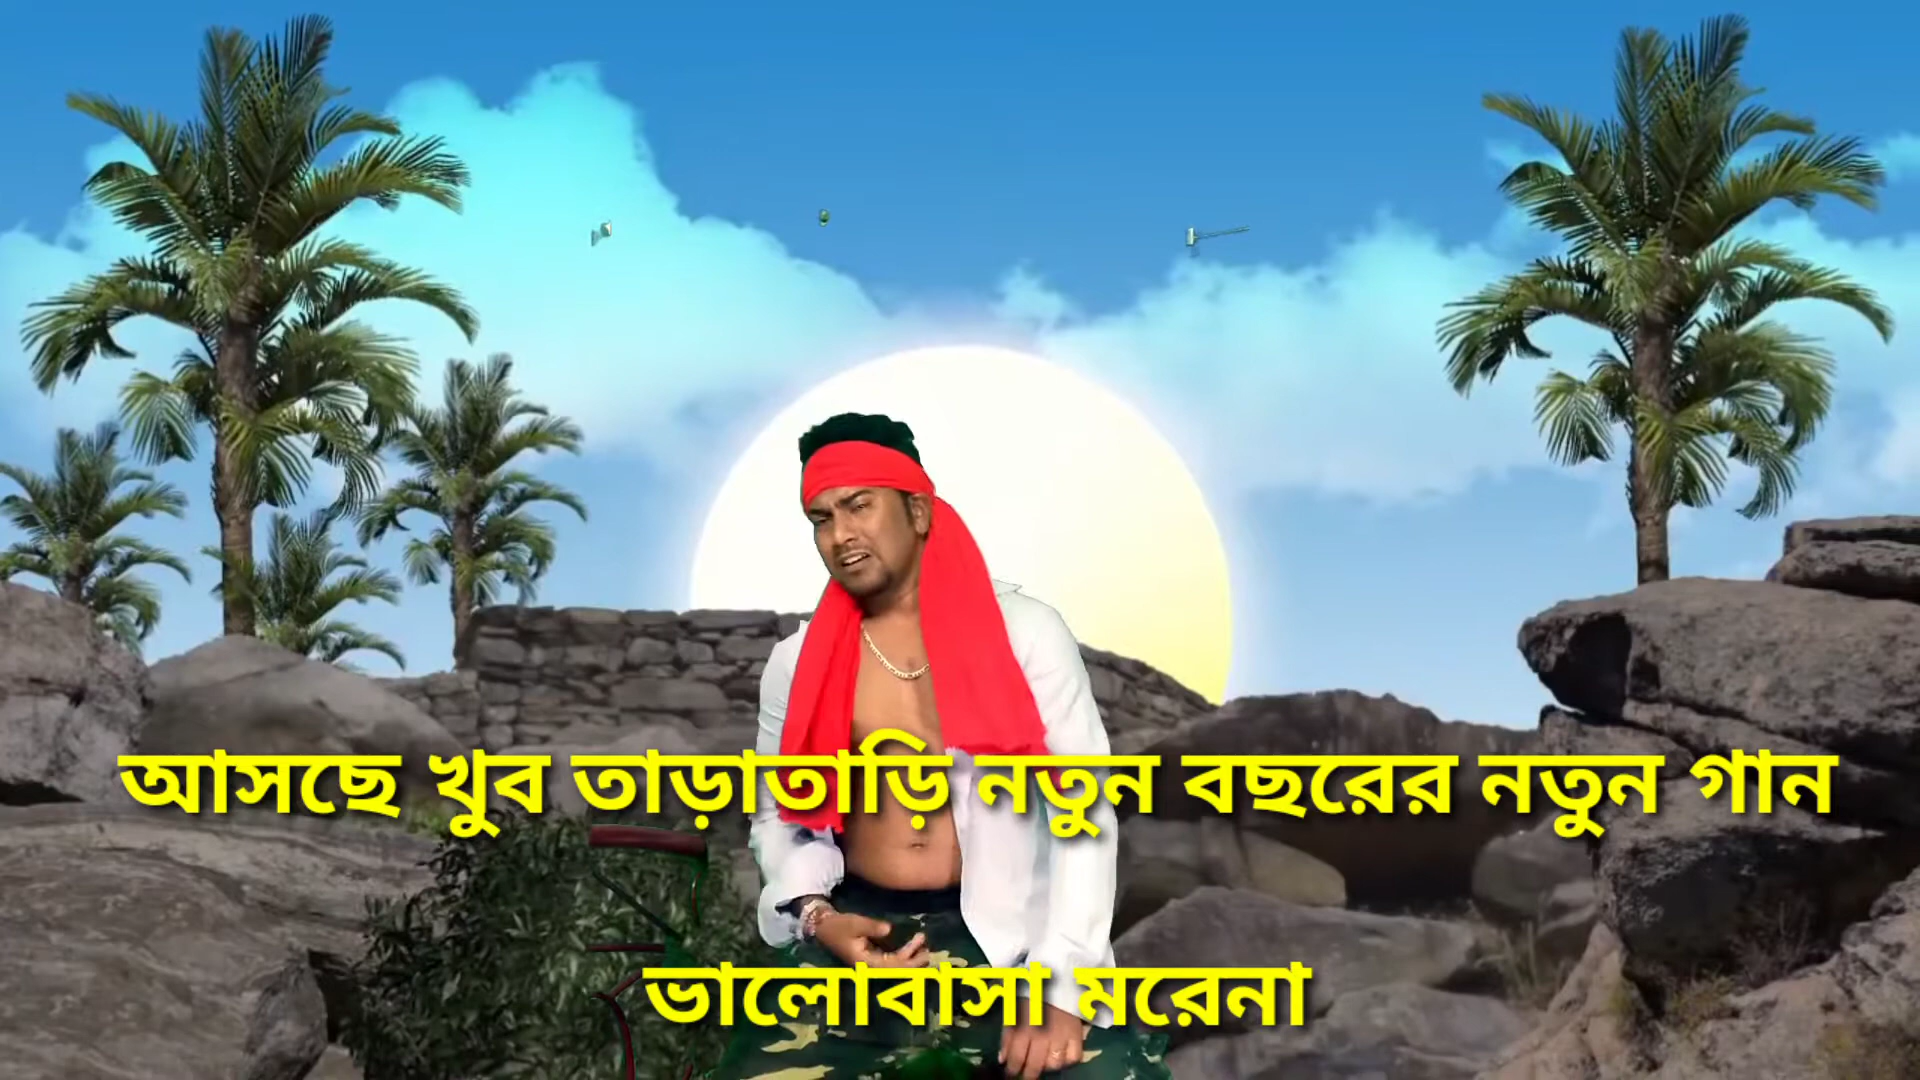 আসছে খুব তাড়াতাড়ি নতুন বছরের নতুন গান
ভালোবাসা মরেনা